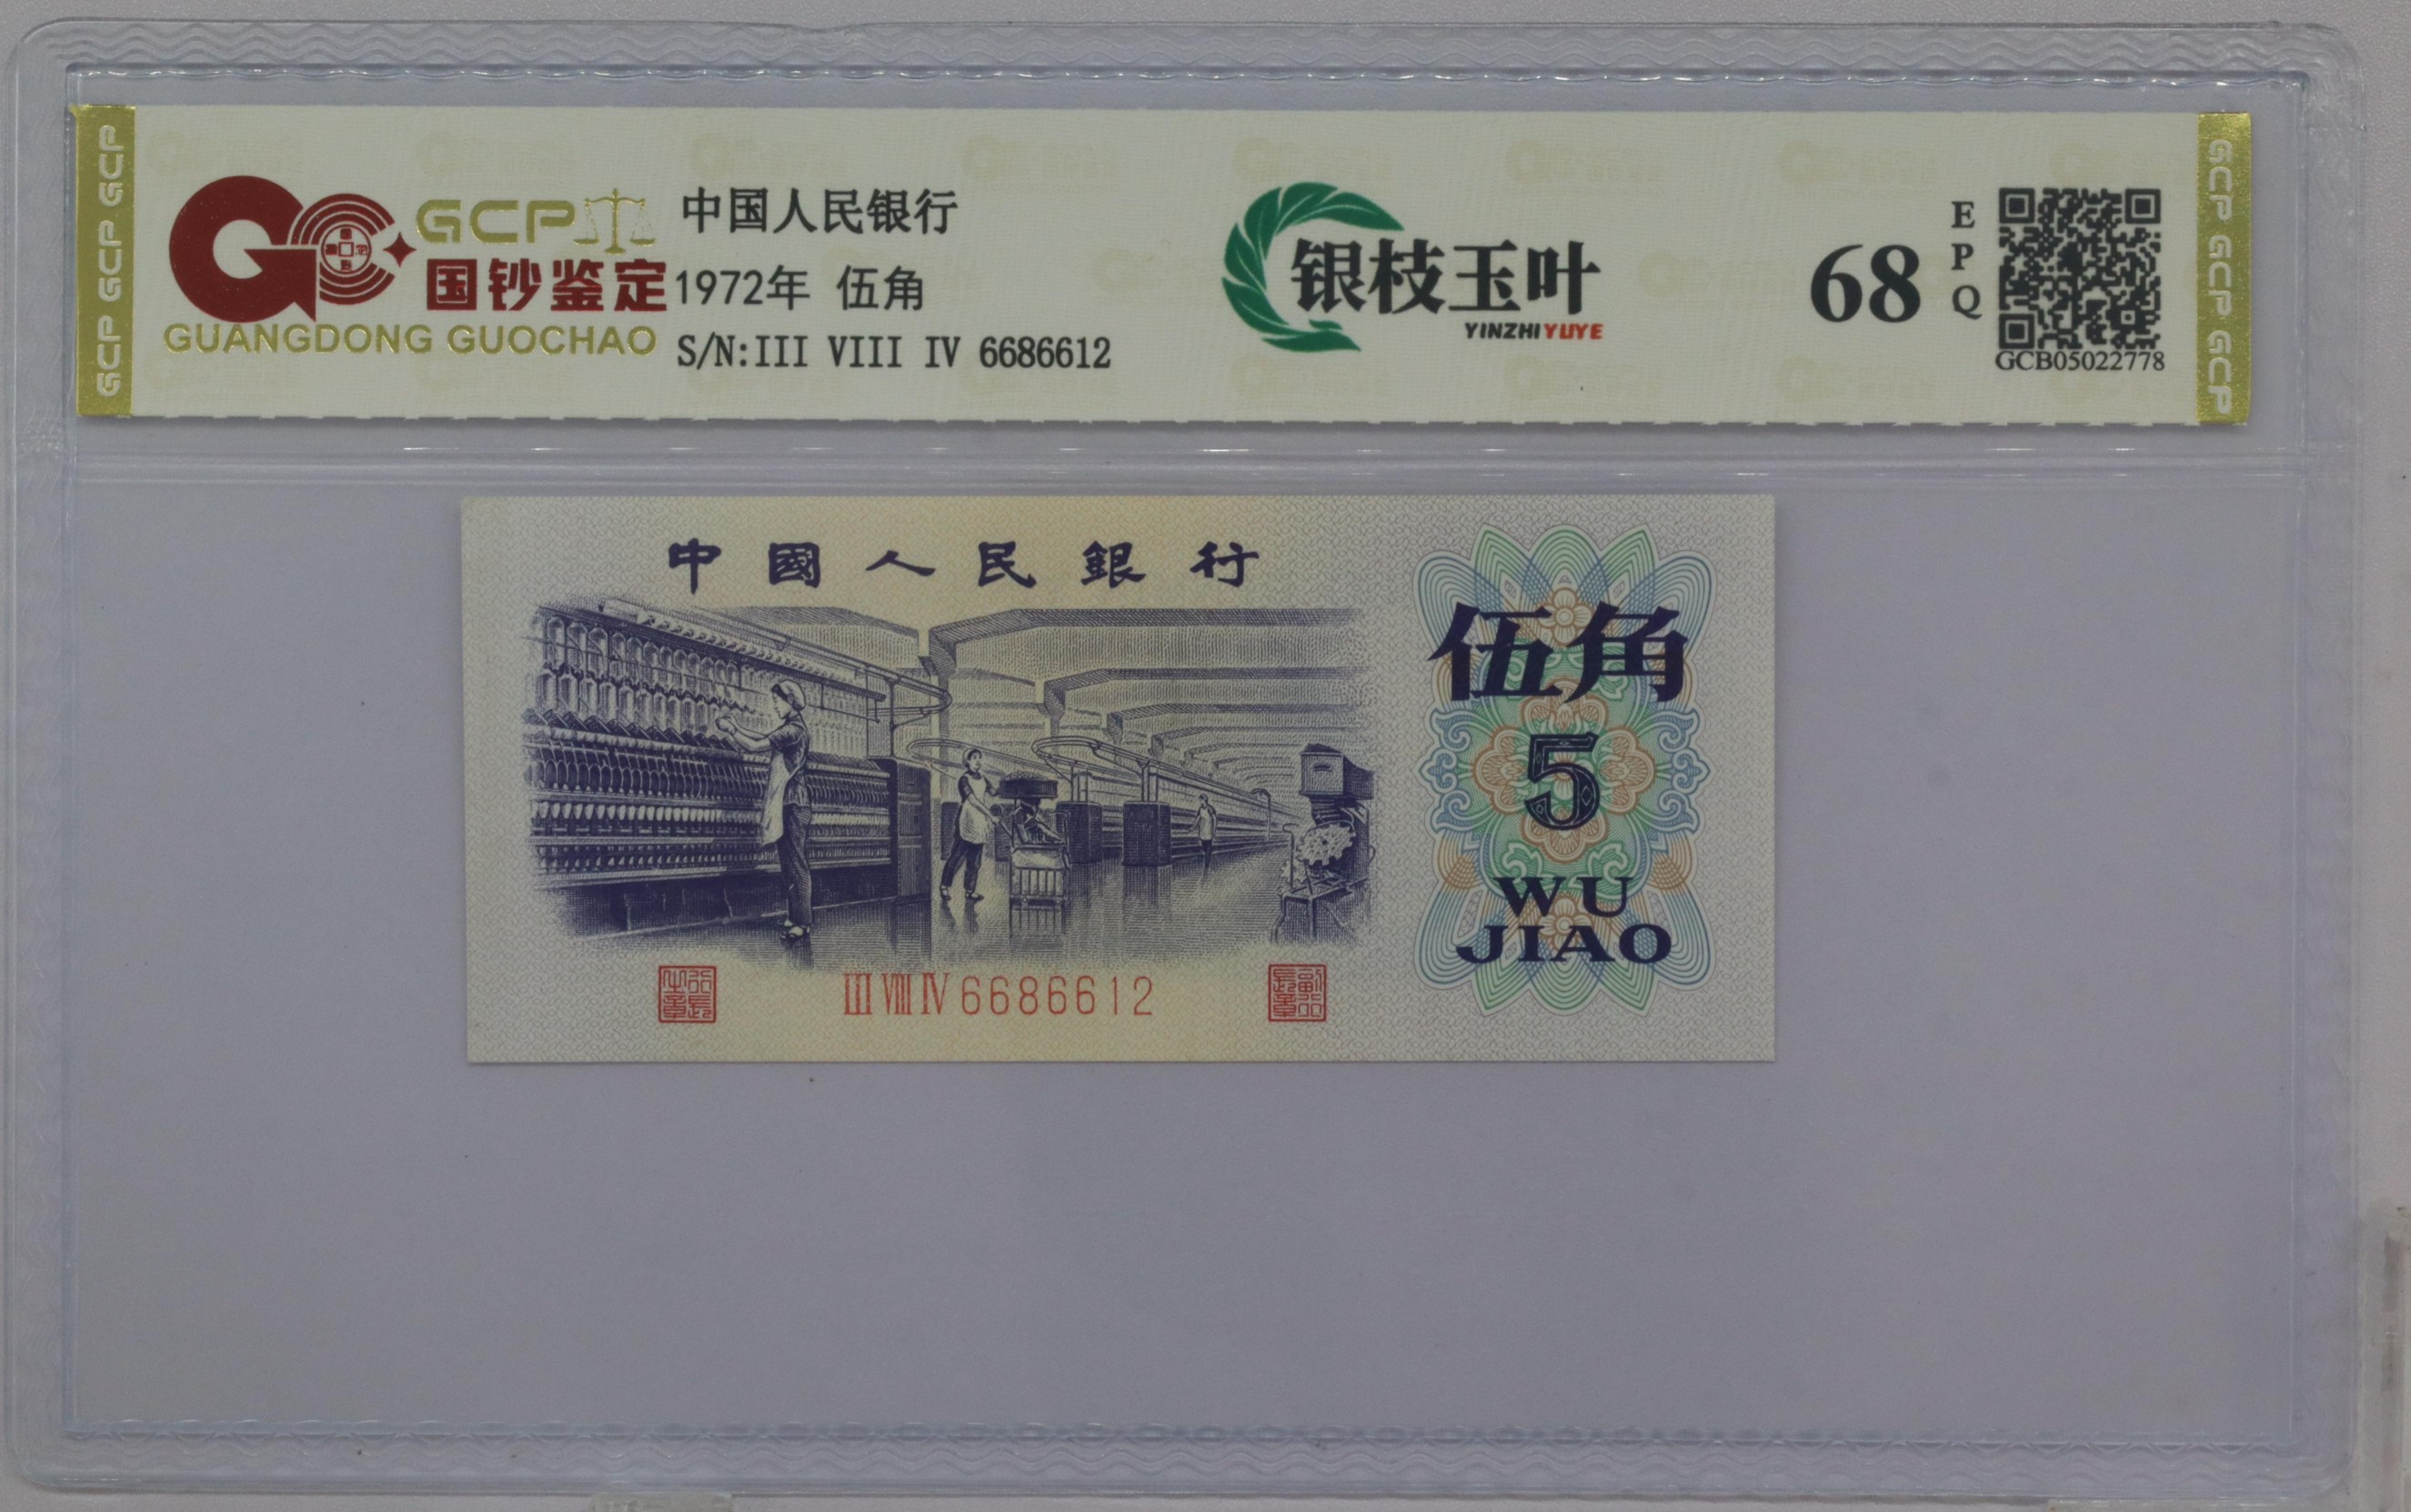 GCP GCP GCP
GCP
国钞鉴定
GUANGDONG GUOCHAO
中国人民银行
1972年 伍角
S/N:III VIII IV 6686612
银枝玉叶
YINZHIYUYE
68
EPQ
GCB05022778
GCP GCP GCP
中國人民銀行
伍角
5
WU
JIAO
III VIII IV 6686612